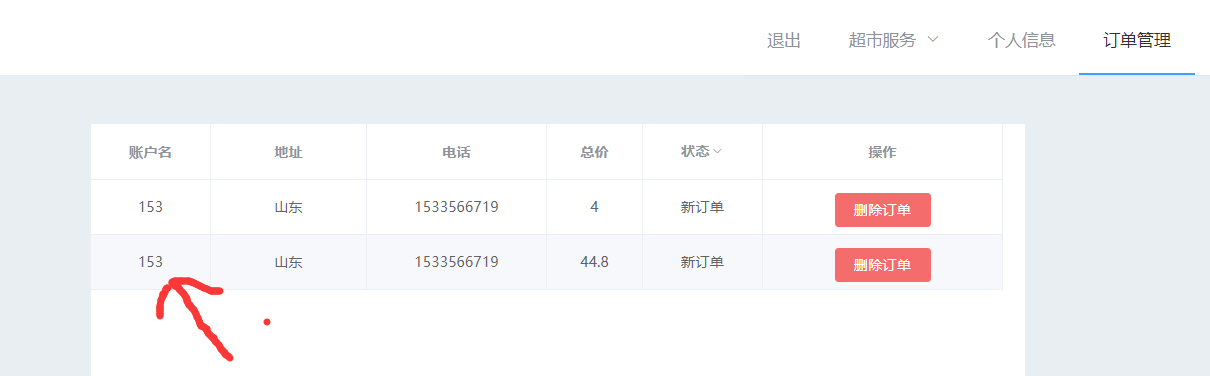 退出 超市服务 个人信息 订单管理
账户名 地址 电话 总价 状态 操作
153 山东 1533566719 4 新订单 删除订单
153 山东 1533566719 44.8 新订单 删除订单